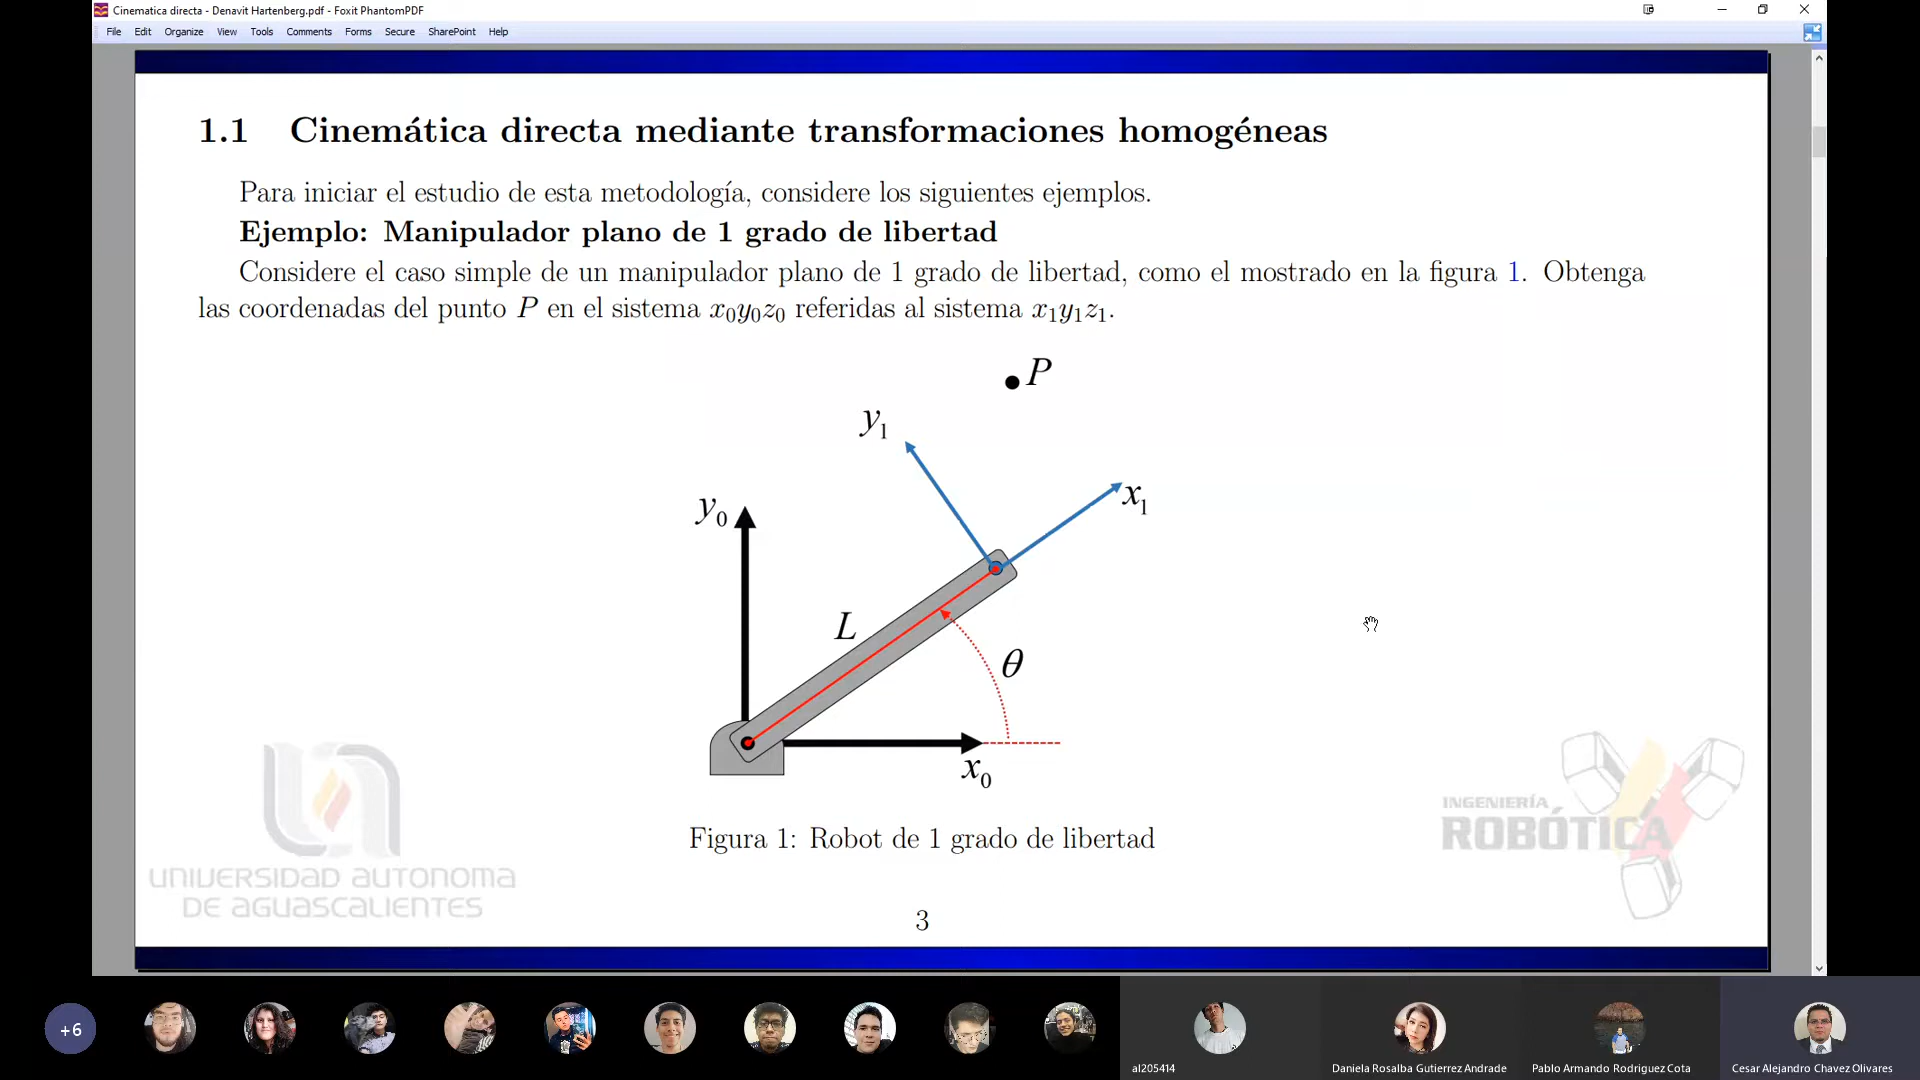 Cinematica directa - Denavit Hartenberg.pdf - Foxit PhantomPDF
File Edit Organize View Tools Comments Forms Secure SharePoint Help
1.1 Cinemática directa mediante transformaciones homogéneas
Para iniciar el estudio de esta metodología, considere los siguientes ejemplos.
Ejemplo: Manipulador plano de 1 grado de libertad
Considere el caso simple de un manipulador plano de 1 grado de libertad, como el mostrado en la figura 1. Obtenga
las coordenadas del punto P en el sistema x₀y₀z₀ referidas al sistema x₁y₁z₁.
P
y₁
x₁
y₀
L
θ
x₀
Figura 1: Robot de 1 grado de libertad
UNIVERSIDAD AUTONOMA
DE AGUASCALIENTES
INGENIERÍA
ROBÓTICA
3
+6
al205414
Daniela Rosalba Gutierrez Andrade
Pablo Armando Rodriguez Cota
Cesar Alejandro Chavez Olivares